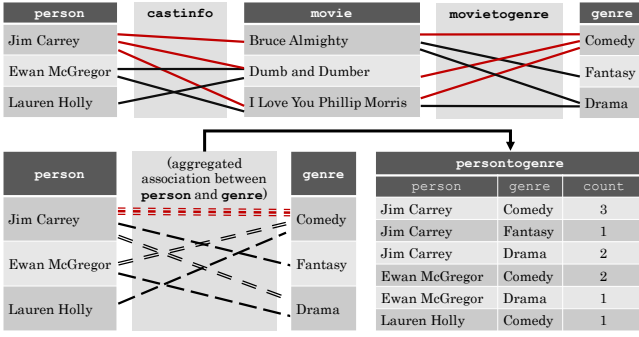 person castinfo movie movietogenre genre
Jim Carrey Bruce Almighty Comedy
Ewan McGregor Dumb and Dumber Fantasy
Lauren Holly I Love You Phillip Morris Drama
person (aggregated association between person and genre) genre
Jim Carrey Comedy
Ewan McGregor Fantasy
Lauren Holly Drama
persontogenre
person genre count
Jim Carrey Comedy 3
Jim Carrey Fantasy 1
Jim Carrey Drama 2
Ewan McGregor Comedy 2
Ewan McGregor Drama 1
Lauren Holly Comedy 1